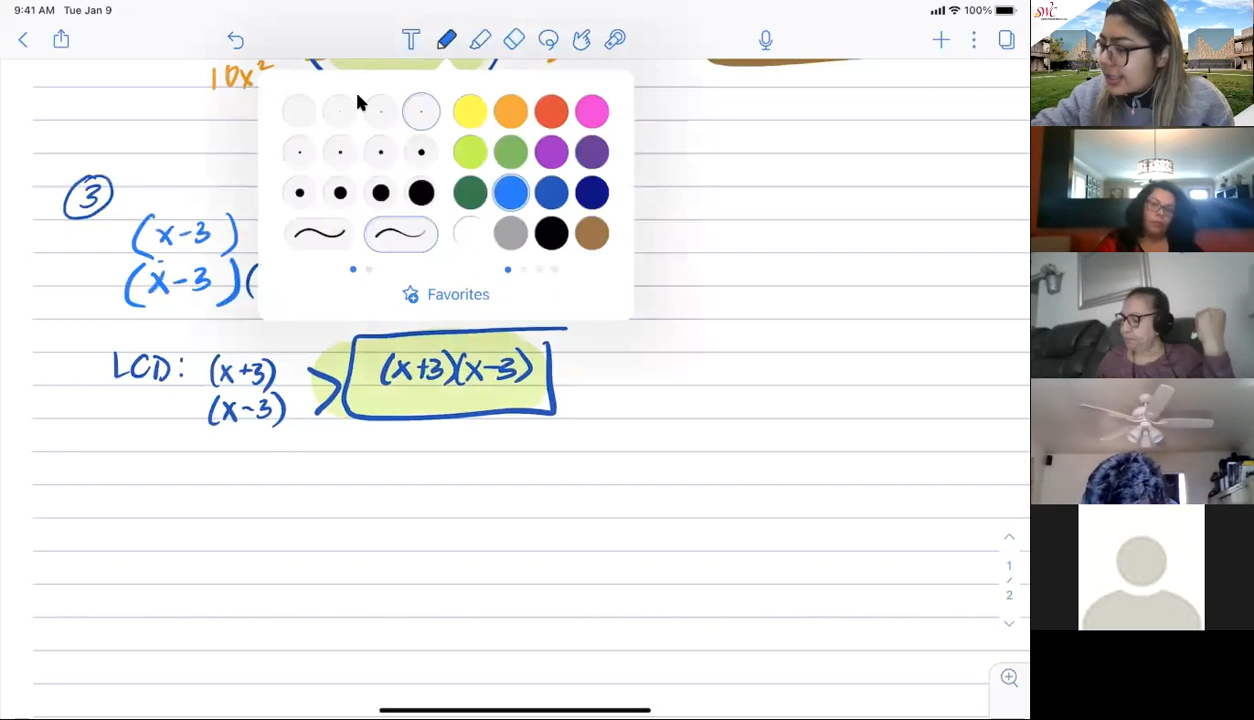 9:41 AM Tue Jan 9
100%
T
10x²
3
(x-3)
(x-3)(
Favorites
LCD: (x+3)
(x-3)
> (x+3)(x-3)
1
/
2
SWC